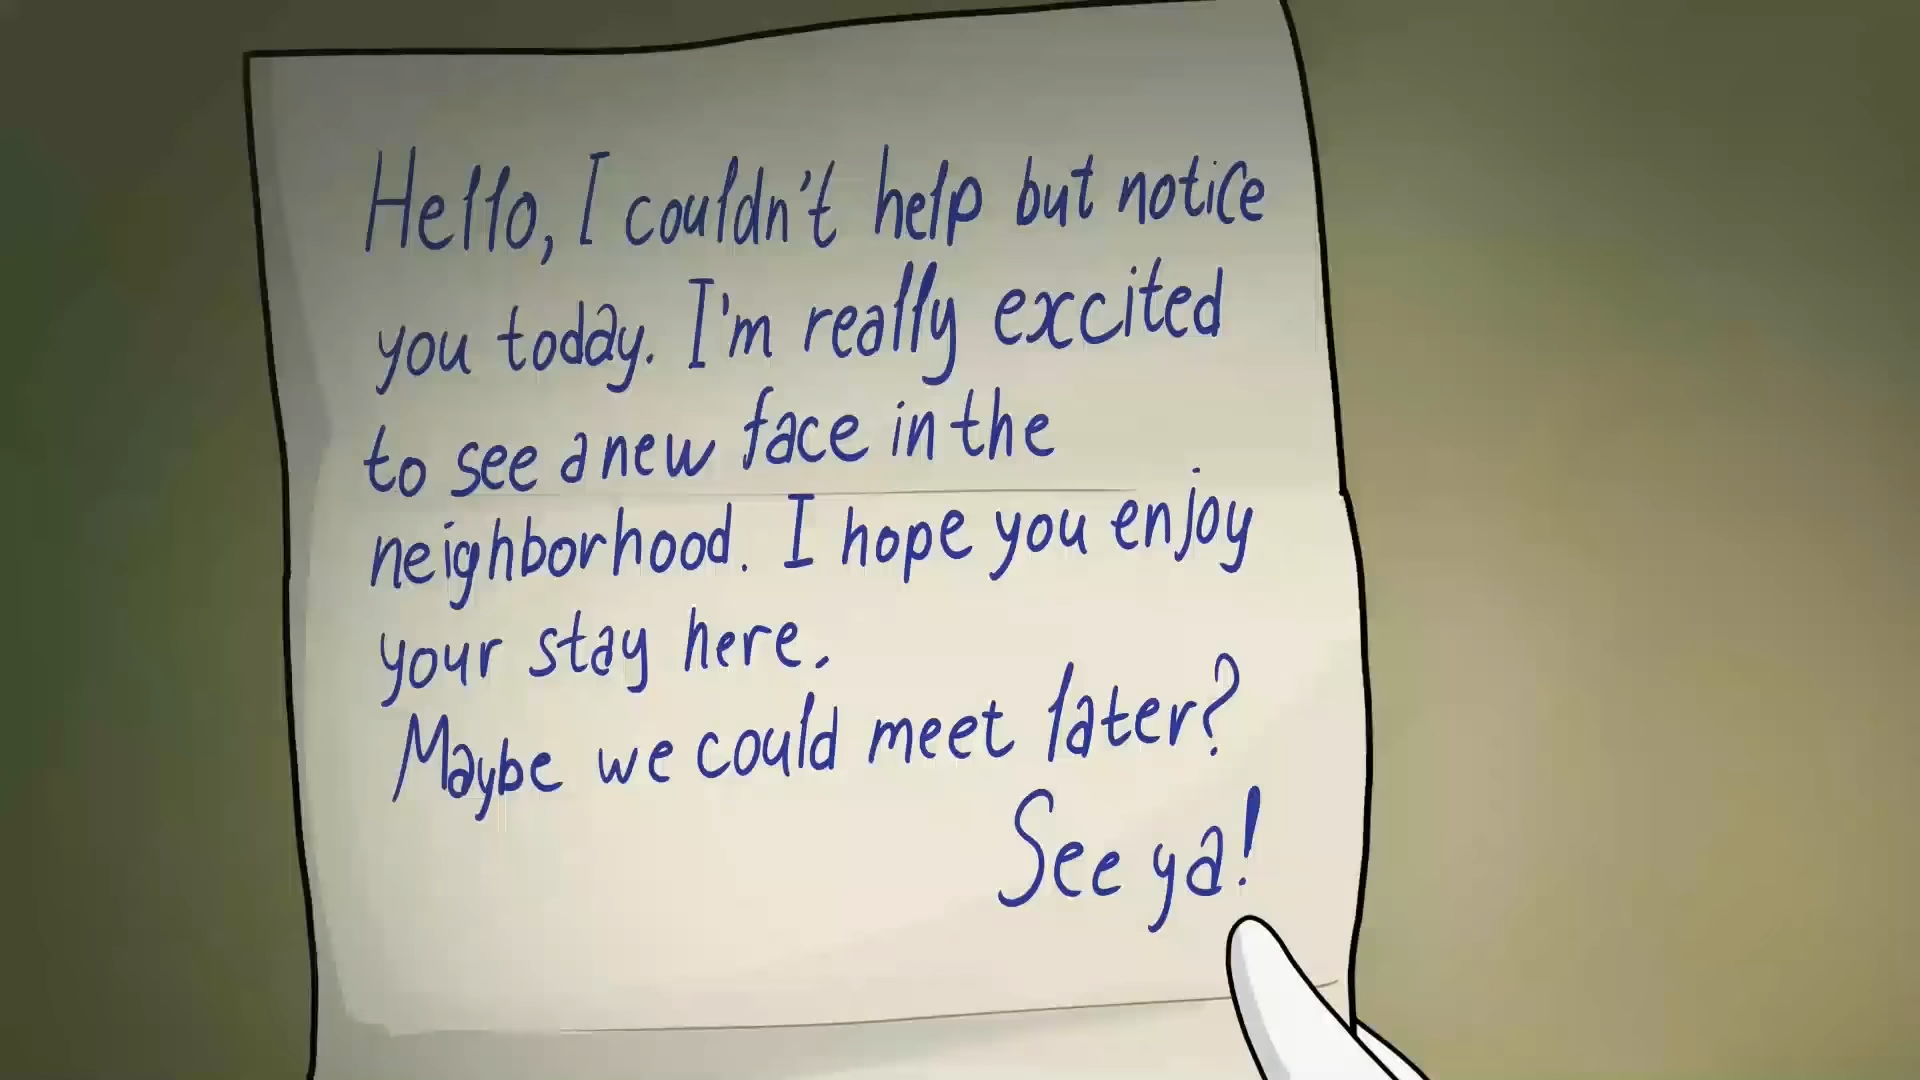 Hello, I couldn't help but notice
you today. I'm really excited
to see a new face in the
neighborhood. I hope you enjoy
your stay here.
Maybe we could meet later?
See ya!